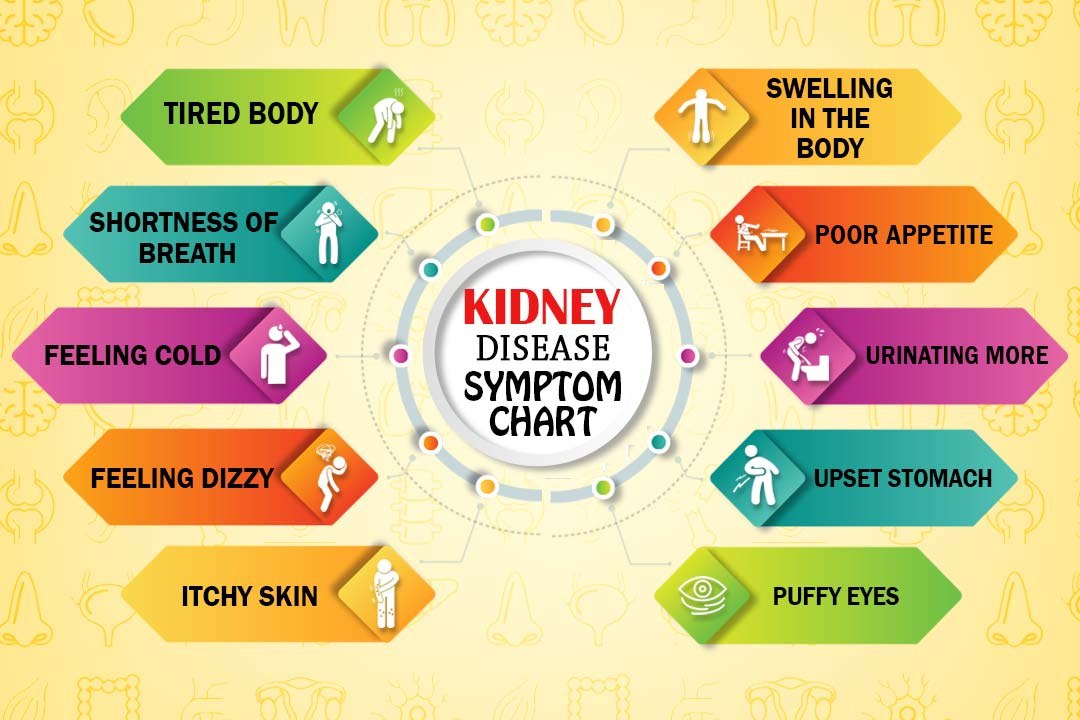 TIRED BODY
SHORTNESS OF
BREATH
FEELING COLD
FEELING DIZZY
ITCHY SKIN
KIDNEY
DISEASE
SYMPTOM
CHART
SWELLING
IN THE
BODY
POOR APPETITE
URINATING MORE
UPSET STOMACH
PUFFY EYES